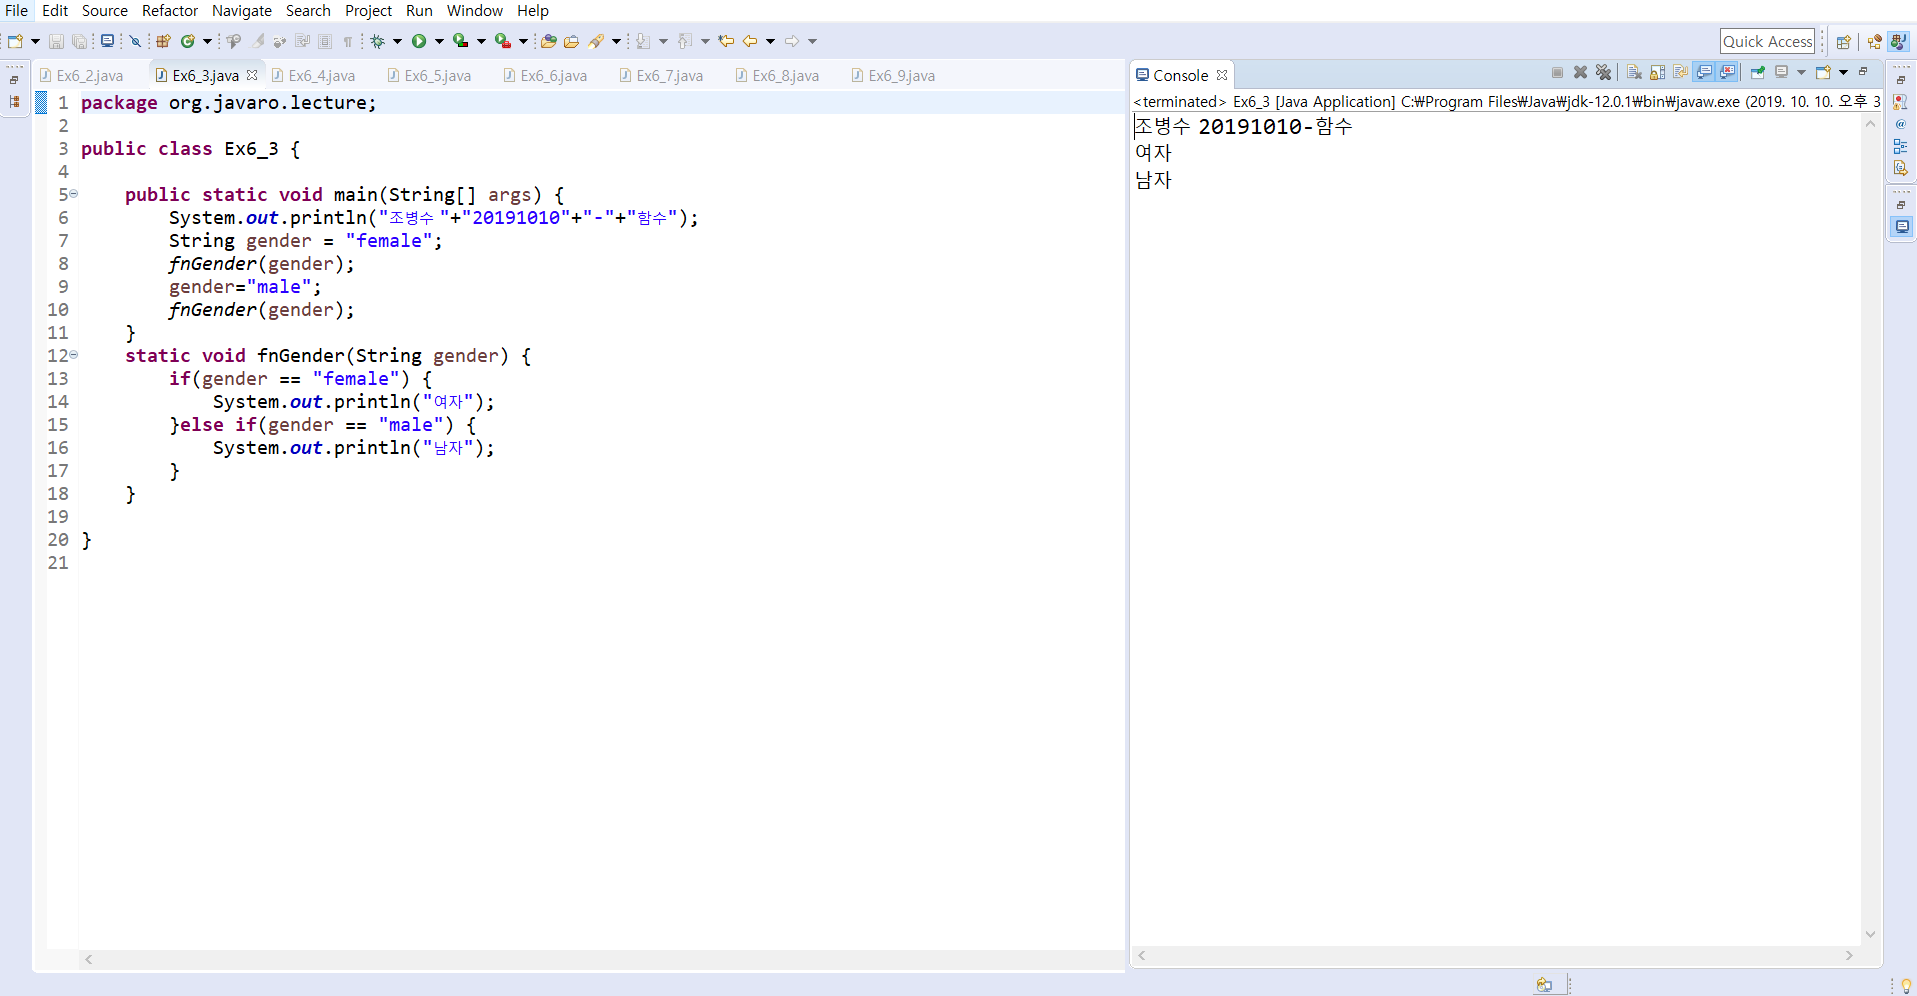 File Edit Source Refactor Navigate Search Project Run Window Help
Quick Access
Ex6_2.java Ex6_3.java Ex6_4.java Ex6_5.java Ex6_6.java Ex6_7.java Ex6_8.java Ex6_9.java
1 package org.javaro.lecture;
2
3 public class Ex6_3 {
4
5 public static void main(String[] args) {
6 System.out.println("조병수 "+"20191010"+"-"+"함수");
7 String gender = "female";
8 fnGender(gender);
9 gender="male";
10 fnGender(gender);
11 }
12 static void fnGender(String gender) {
13 if(gender == "female") {
14 System.out.println("여자");
15 }else if(gender == "male") {
16 System.out.println("남자");
17 }
18 }
19
20 }
21
Console
<terminated> Ex6_3 [Java Application] C:₩Program Files₩Java₩jdk-12.0.1₩bin₩javaw.exe (2019. 10. 10. 오후 3
조병수 20191010-함수
여자
남자